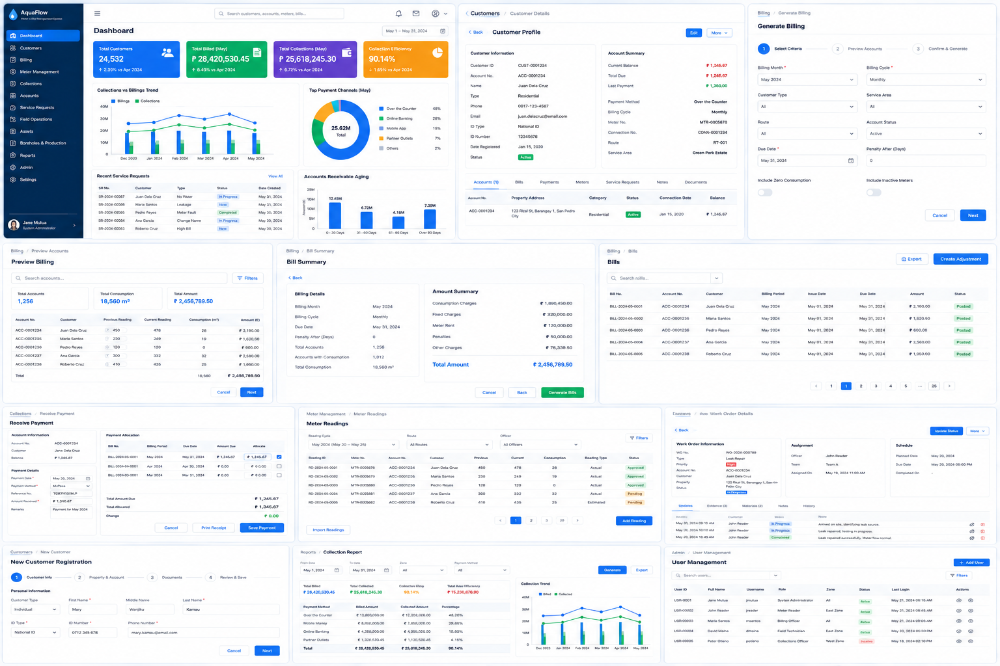 AquaFlow
Water Utility Management System
Dashboard
Customers
Billing
Meter Management
Collections
Accounts
Service Requests
Field Operations
Assets
Boreholes & Production
Reports
Admin
Settings
Jane Mutua
System Administrator
Search customers, accounts, meters, bills...
Dashboard
May 1 – May 31, 2024
Total Customers
24,532
↑ 2.30% vs Apr 2024
Total Billed (May)
₱ 28,420,530.45
↑ 8.45% vs Apr 2024
Total Collections (May)
₱ 25,618,245.30
↑ 6.72% vs Apr 2024
Collection Efficiency
90.14%
1.69% vs Apr 2024
Collections vs Billings Trend
Billings Collections
40M
30M
20M
10M
0
Dec 2023 Jan 2024 Feb 2024 Mar 2024 Apr 2024 May 2024
Top Payment Channels (May)
25.62M
Total
Over the Counter 48%
Online Banking 28%
Mobile App 15%
Partner Outlets 7%
Others 2%
Recent Service Requests View All
SR No. Customer Type Status Date Created
SR-2024-00567 Juan Dela Cruz No Water In Progress May 31, 2024
SR-2024-00566 Maria Santos Leakage New May 31, 2024
SR-2024-00565 Pedro Reyes Meter Fault Completed May 30, 2024
SR-2024-00564 Ana Garcia Change Name In Progress May 30, 2024
SR-2024-00563 Roberto Cruz High Bill New May 30, 2024
Accounts Receivable Aging
25M
10M
10M
5M
0
12.45M
6.72M
4.18M
7.35M
0 - 30 Days 31 - 60 Days 61 - 90 Days Over 90 Days
Customers / Customer Details
Back Customer Profile Edit More
Customer Information
Customer ID CUST-0001234
Account No. ACC-0001234
Name Juan Dele Cruz
Type Residential
Phone 0917-123-4567
Email juan.delacruz@email.com
ID Type National ID
ID Number 12345678
Date Registered Jan 15, 2020
Status Active
Account Summary
Current Balance ₱ 1,245.67
Total Due ₱ 1,245.67
Last Payment ₱ 1,300.00
Payment Method Over the Counter
Billing Cycle Monthly
Meter No. MTR-0005678
Connection No. CONN-0001234
Route RT-001
Service Area Green Park Estate
Accounts (1) Bills Payments Meters Service Requests Notes Documents
Account No. Property Address Category Status Connection Date Balance
ACC-0001234 123 Rizal St, Barangay 1, San Pedro City Residential Active Jan 15, 2020 ₱ 1,245.67
Billing / Generate Billing
Generate Billing
1 Select Criteria 2 Preview Accounts 3 Confirm & Generate
Billing Month * Billing Cycle *
May 2024 Monthly
Customer Type Service Area
All All
Route Account Status
All Active
Due Date * Penalty After (Days)
May 31, 2024 0
Include Zero Consumption Include Inactive Meters
Cancel Next
Billing / Preview Accounts
Preview Billing
Search accounts... Filters
Total Accounts
1,256
Total Consumption
18,560 m³
Total Amount
₱ 2,456,789.50
Account No. Customer Previous Reading Current Reading Consumption (m³) Amount (₤)
ACC-0001234 Juan Dela Cruz 450 478 28 ₱ 2,190.00
ACC-0001235 Maria Santos 230 249 19 ₱ 1,520.50
ACC-0001236 Pedro Reyes 120 120 0 ₱ 600.00
ACC-0001237 Ana Garcia 300 332 32 ₱ 2,560.00
ACC-0001236 Roberto Cruz 410 435 25 ₱ 1,950.00
Total 18,560 ₱ 2,456,789.50
Cancel Next
Billing / Bill Summary
Bill Summary
Back
Billing Details
Billing Month May 2024
Billing Cycle Monthly
Due Date May 31, 2034
Penalty After (Days) 0
Total Accounts 1,256
Accounts with Consumption 1,012
Total Consumption 18,560 m³
Amount Summary
Consumption Charges ₱ 1,890,450.00
Fixed Charges ₱ 320,000.00
Meter Rent ₱ 120,000.00
Penalties ₱ 50,000.00
Other Charges ₱ 76,339.50
Total Amount ₱ 2,456,789.50
Cancel Back Generate Bills
Billing / Bills
Bills
Export Create Adjustment
Search nsills...
Bill No. Account No. Customer Billing Period Issue Date Due Date Amount Status
BILL-2024-05-0001 ACC-0001234 Juan Dela Cruz May 2024 May 01, 2024 May 31, 2024 ₱ 2,190.00 Posted
BILL-2024-05-0002 ACC-0001235 Maria Santos May 2024 May 01, 2024 May 31, 2024 ₱ 1,520.50 Posted
BILL-2024-05-0003 ACC-0001236 Pedro Reyes May 2024 May 01, 2024 May 31, 2024 ₱ 600.00 Posted
BILL-2024-05-0004 ACC-0001237 Ana Garcia May 2024 May 01, 2024 May 31, 2024 ₱ 2,560.00 Posted
BILL-2024-05-0005 ACC-0001238 Roberto Cruz May 2024 May 01, 2024 May 31, 2024 ₱ 1,950.00 Posted
< 1 1 2 3 4 5 ... 25 >
Collections / Receive Payment
Receive Payment
Account Information
Account No. ACC-0001234
Customer Jano Dela Cruz
Balance ₱ 1,345.67
Payment Details
Payment Date * May 20, 2024
Payment Method * M-Pesa
Reference No.
Amount Received * ₱ 1,245.67
Remarks Payment for May 2024
Payment Allocation
Bill No. Billing Period Due Date Amount Due Allocate
BILL-2024-05-0001 May 2024 May 31, 2024 ₱ 1,245.67 ₱ 1,245.67
BILL-2024-04-0001 Apr 2024 Apr 30, 2024 ₱ 0.00 ₱ 0.00
BILL-2024-03-0001 Mar 2024 Mar 31, 2024 ₱ 0.00 ₱ 0.00
Total Amount Due ₱ 1,245.67
Total Allocated ₱ 1,345.67
Change ₱ 0.00
Cancel Print Receipt Save Payment
Meter Management / Meter Readings
Meter Readings
Reading Cycle Route Officer
May 2024 (May 20 – May 25) All Routes All Officers Filters
Reading ID Meter No. Account No. Customer Previous Current Consumption Reading Type Status
RD-2024-05-0001 MTR-0005678 ACC-0001234 Juan Dela Cruz 450 478 28 Actual Approved
RD-2024-05-0002 MTR-0005679 ACC-0001235 Maria Santos 230 249 19 Actual Approved
RD-2024-05-0003 MTR-0005680 ACC-0001236 Pedro Reyes 120 120 0 Actual Approved
RD-2024-05-0004 MTR-0005681 ACC-0001237 Ana Garcia 300 332 32 Actual Pending
RD-2024-05-0005 MTR-0005682 ACC-0001238 Roberto Cruz 410 435 25 Estimated Pending
< 1 2 3 20 >
Import Readings Add Reading
Work Order Details
Back Update Status More
Work Order Information
WO No. WO-2024-000789
Type Leak Repair
Priority High
Account No. ACC-0001234
Customer Juan Dela Cruz
Property 123 Rizal St, Barangay 1, San Pedro City
Status In Progress
Assignment
Officer John Reader
Team Team A
Assigned On May 19, 2024 11:00 AM
Schedule
May 20, 2024
Due Date May 20, 2024 05:00 PM
Completed On -
Updates Evidence (3) Materials (2) Notes History
Customer Status Note
May 20, 2024 09:15 AM John Reader In Progress Arrived on site, identifying leak source.
May 20, 2024 10:10 AM John Reader In Progress Leak repaired, testing in progress.
May 20, 2024 10:45 AM John Reader Completed Leak repaired successfully. Water flow normal.
Customers / New Customer
New Customer Registration
1 Customer Info 2 Property & Account 3 Documents 4 Review & Save
Personal Information
Customer Type First Name * Middle Name Last Name *
Individual Mary Wanjiku Kamau
ID Type * ID Number * Phone Number *
National ID 0712 345 678 mary.kamau@email.com
Cancel Next
Reports / Collection Report
From Date To Date Zone Payment Method
May 1, 2024 May 31, 2024 All All Generate Export
Total Billed
₱ 28,420,530.45
Total Collected
₱ 25,618,245.30
90.14%
₱ 15,230,676.90
Payment Method Billed Amount Collected Amount Percentage
Over the Counter ₱ 13,800,000.00 ₱ 12,350,000.00 48.20%
Mobile Money 29.88%
Online Banking 15.60%
Partner Outlets 4.15%
Total ₱ 28,420,530.45 ₱ 25,618,245.30 90.14%
Collection Trend
Billed Collected
40M
30M
20M
10M
0
Dec 2023 Jan 2024 Feb 2024 Mar 2024 Apr 2024 May 2024
Admin / User Management
User Management
+ Add User
Search users... Filters
User ID Full Name Username Role Zone Status Last Login Actions
USR-0001 Jane Mutua jmutua System Administrator All Active May 21, 2024 08:15 AM
USR-00002 John Reader jreader Meter Reader East Zone Active May 21, 2024 08:45 AM
USR-00003 Maria Santos msantos Billing Officer All Active May 21, 2024 09:05 AM
USR-00004 David Maina dmaina Field Technician East Zone Active May 20, 2024 05:30 PM
USR-00005 Peter Otieno potieno Collections Officer West Zone Inactive May 18, 2024 02:10 PM